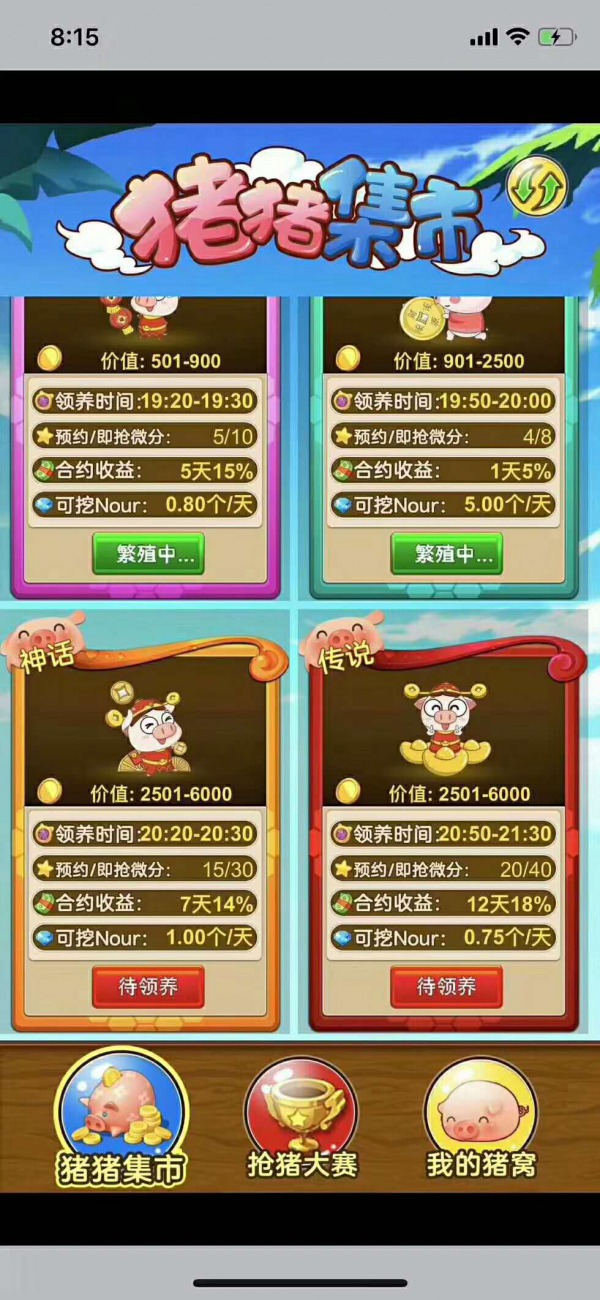 8:15
猪猪集市
价值: 501-900
领养时间:19:20-19:30
预约/即抢微分: 5/10
合约收益: 5天15%
可挖Nour: 0.80个/天
繁殖中...
价值: 901-2500
领养时间:19:50-20:00
预约/即抢微分: 4/8
合约收益: 1天5%
可挖Nour: 5.00个/天
繁殖中...
神话
价值: 2501-6000
领养时间:20:20-20:30
预约/即抢微分: 15/30
合约收益: 7天14%
可挖Nour: 1.00个/天
待领养
传说
价值: 2501-6000
领养时间:20:50-21:30
预约/即抢微分: 20/40
合约收益: 12天18%
可挖Nour: 0.75个/天
待领养
猪猪集市
抢猪大赛
我的猪窝